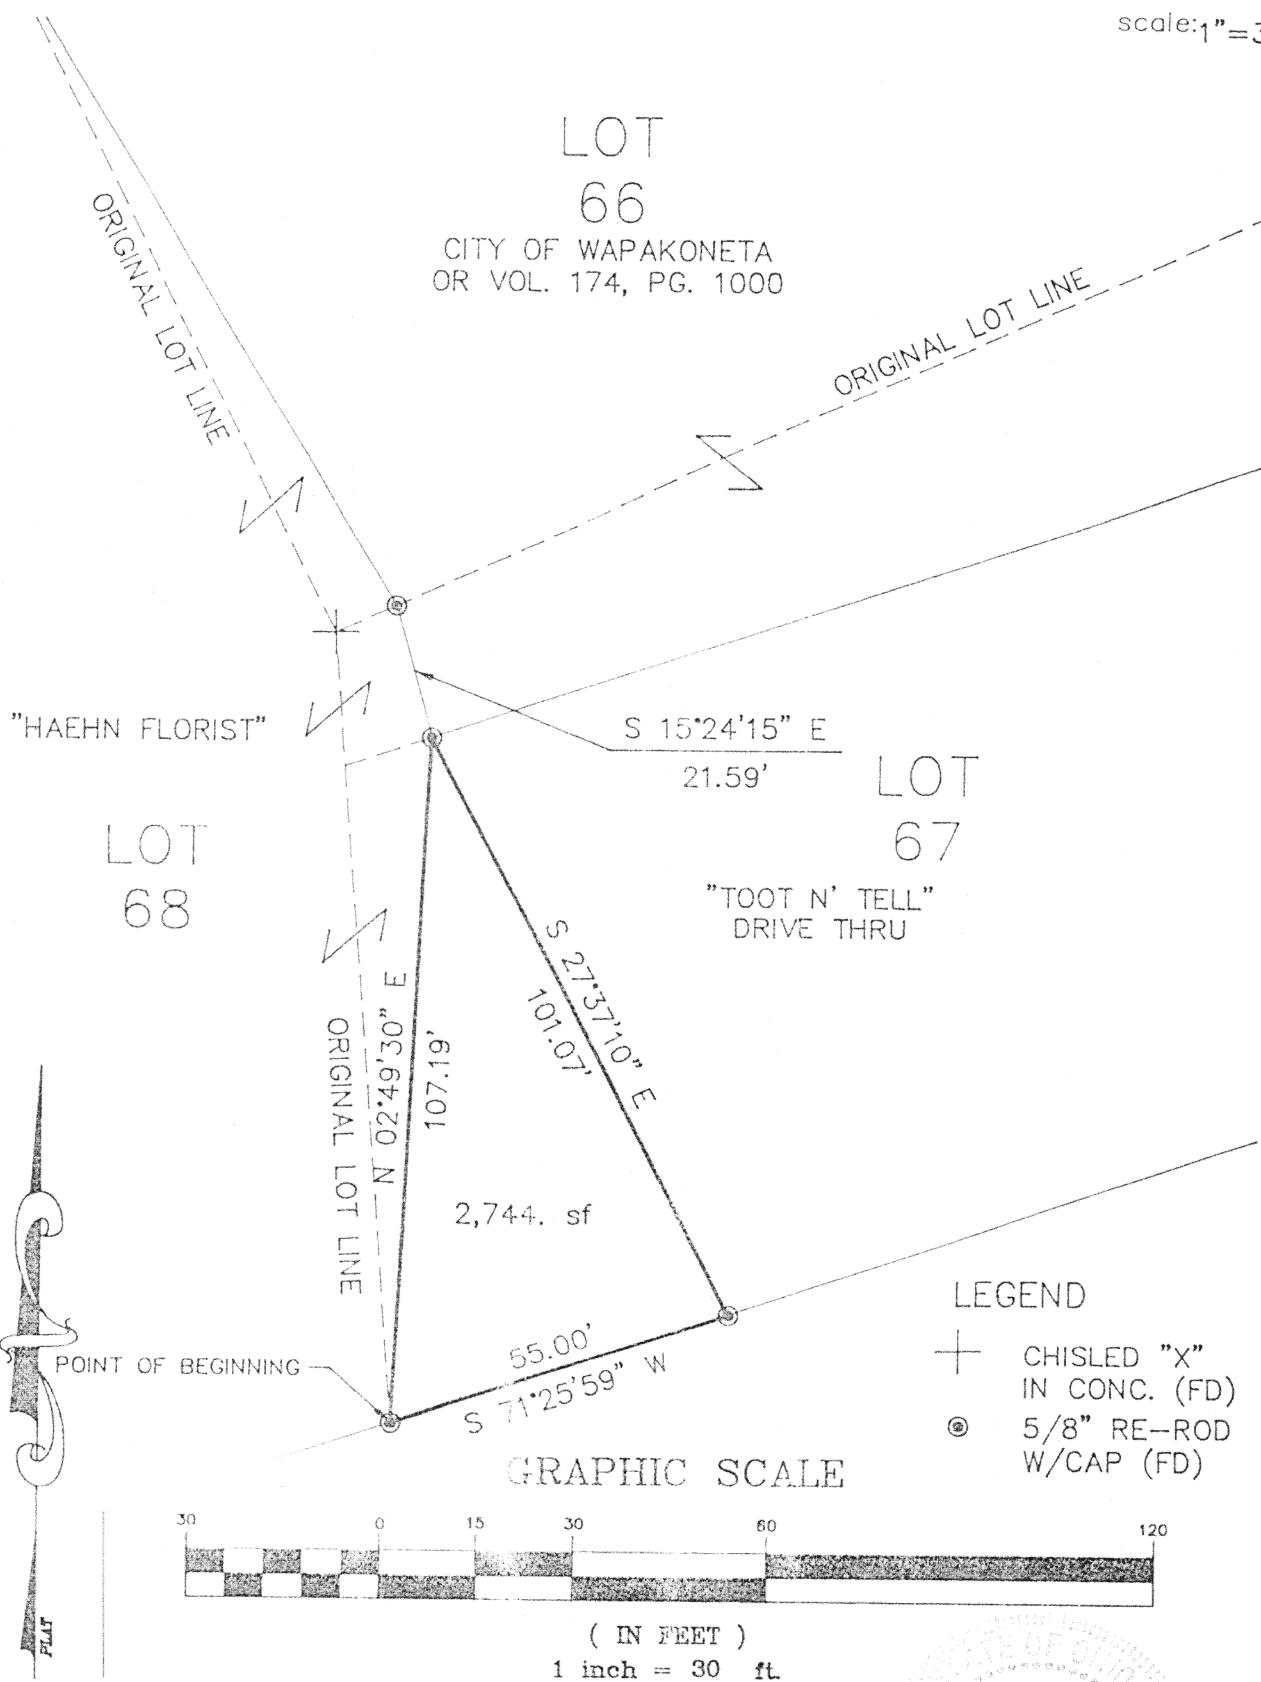 scale:1"=3
LOT
66
CITY OF WAPAKONETA
OR VOL. 174, PG. 1000
ORIGINAL LOT LINE
ORIGINAL LOT LINE
"HAEHN FLORIST"
S 15°24'15" E
21.59'
LOT
67
LOT
68
"TOOT N' TELL"
DRIVE THRU
S 27°37'10" E
101.07'
N 02°49'30" E
107.19'
ORIGINAL LOT LINE
2,744. sf
LEGEND
CHISLED "X"
IN CONC. (FD)
5/8" RE-ROD
W/CAP (FD)
55.00'
S 71°25'59" W
POINT OF BEGINNING
GRAPHIC SCALE
30 0 15 30 60 120
( IN FEET )
1 inch = 30 ft.
PLAT
STATE OF OHIO